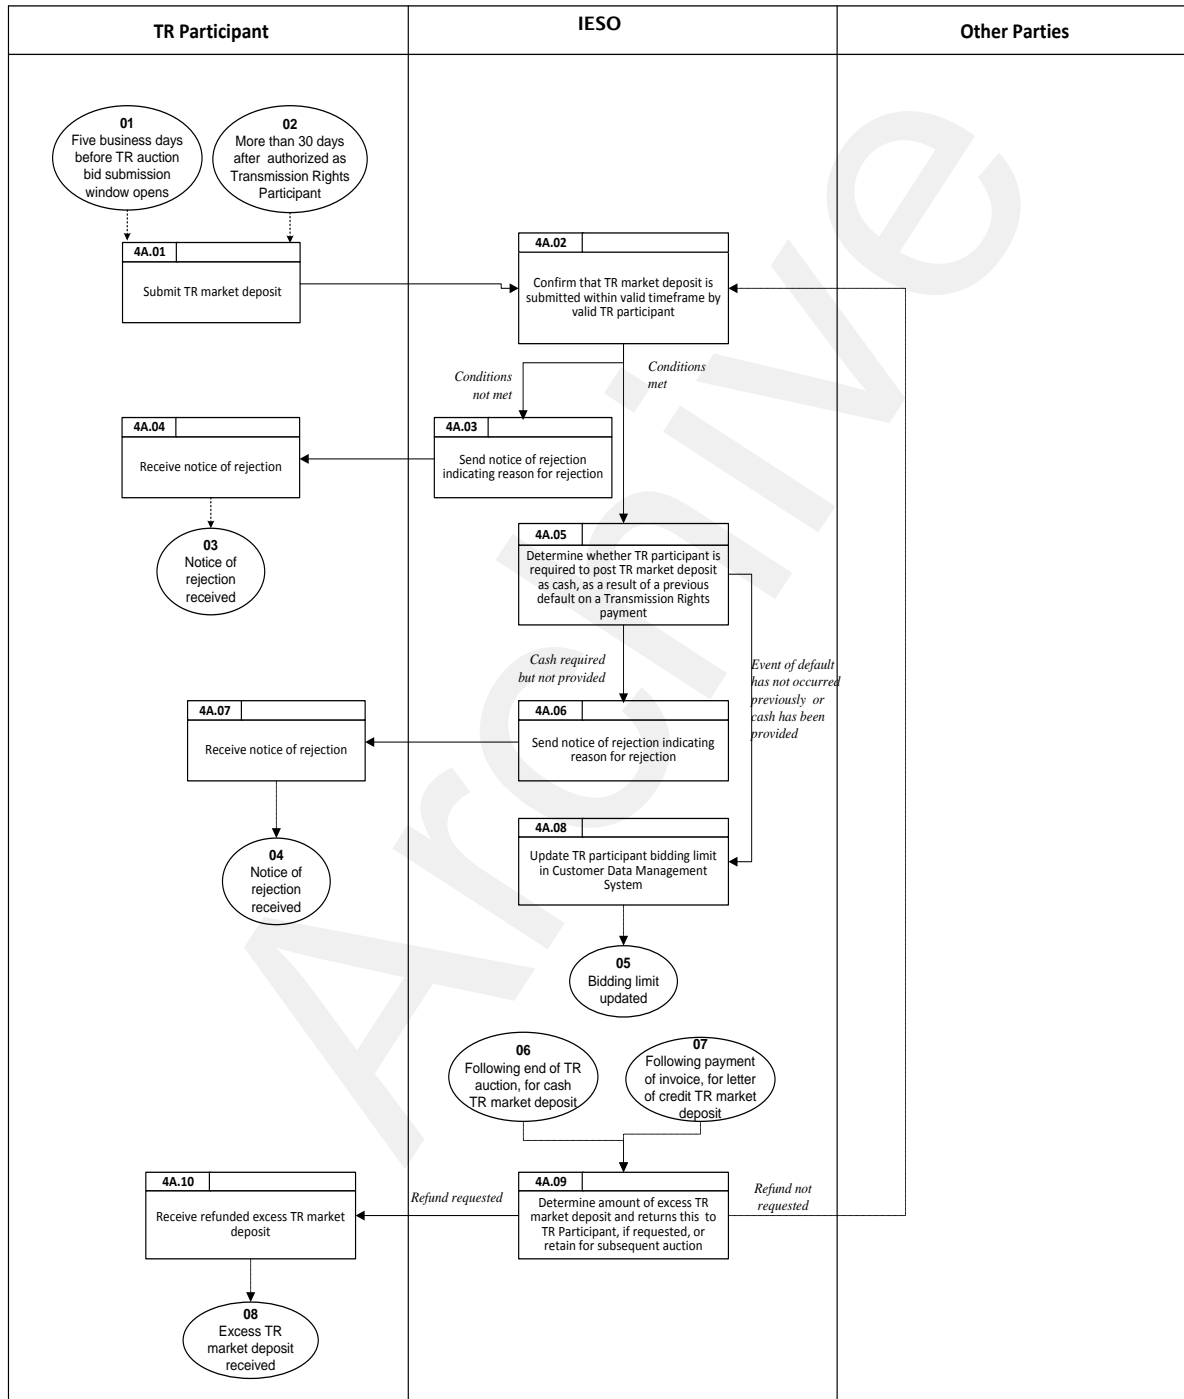 TR Participant
IESO
Other Parties
01
Five business days
before TR auction
bid submission
window opens
02
More than 30 days
after authorized as
Transmission Rights
Participant
4A.01
Submit TR market deposit
4A.02
Confirm that TR market deposit is
submitted within valid timeframe by
valid TR participant
Conditions
not met
Conditions
met
4A.04
Receive notice of rejection
4A.03
Send notice of rejection
indicating reason for rejection
03
Notice of
rejection
received
4A.05
Determine whether TR participant is
required to post TR market deposit
as cash, as a result of a previous
default on a Transmission Rights
payment
Cash required
but not provided
Event of default
has not occurred
previously or
cash has been
provided
4A.07
Receive notice of rejection
4A.06
Send notice of rejection indicating
reason for rejection
04
Notice of
rejection
received
4A.08
Update TR participant bidding limit
in Customer Data Management
System
05
Bidding limit
updated
06
Following end of TR
auction, for cash
TR market deposit
07
Following payment
of invoice, for letter
of credit TR market
deposit
4A.10
Receive refunded excess TR market
deposit
Refund requested
4A.09
Determine amount of excess TR
market deposit and returns this to
TR Participant, if requested, or
retain for subsequent auction
Refund not
requested
08
Excess TR
market deposit
received
Archive